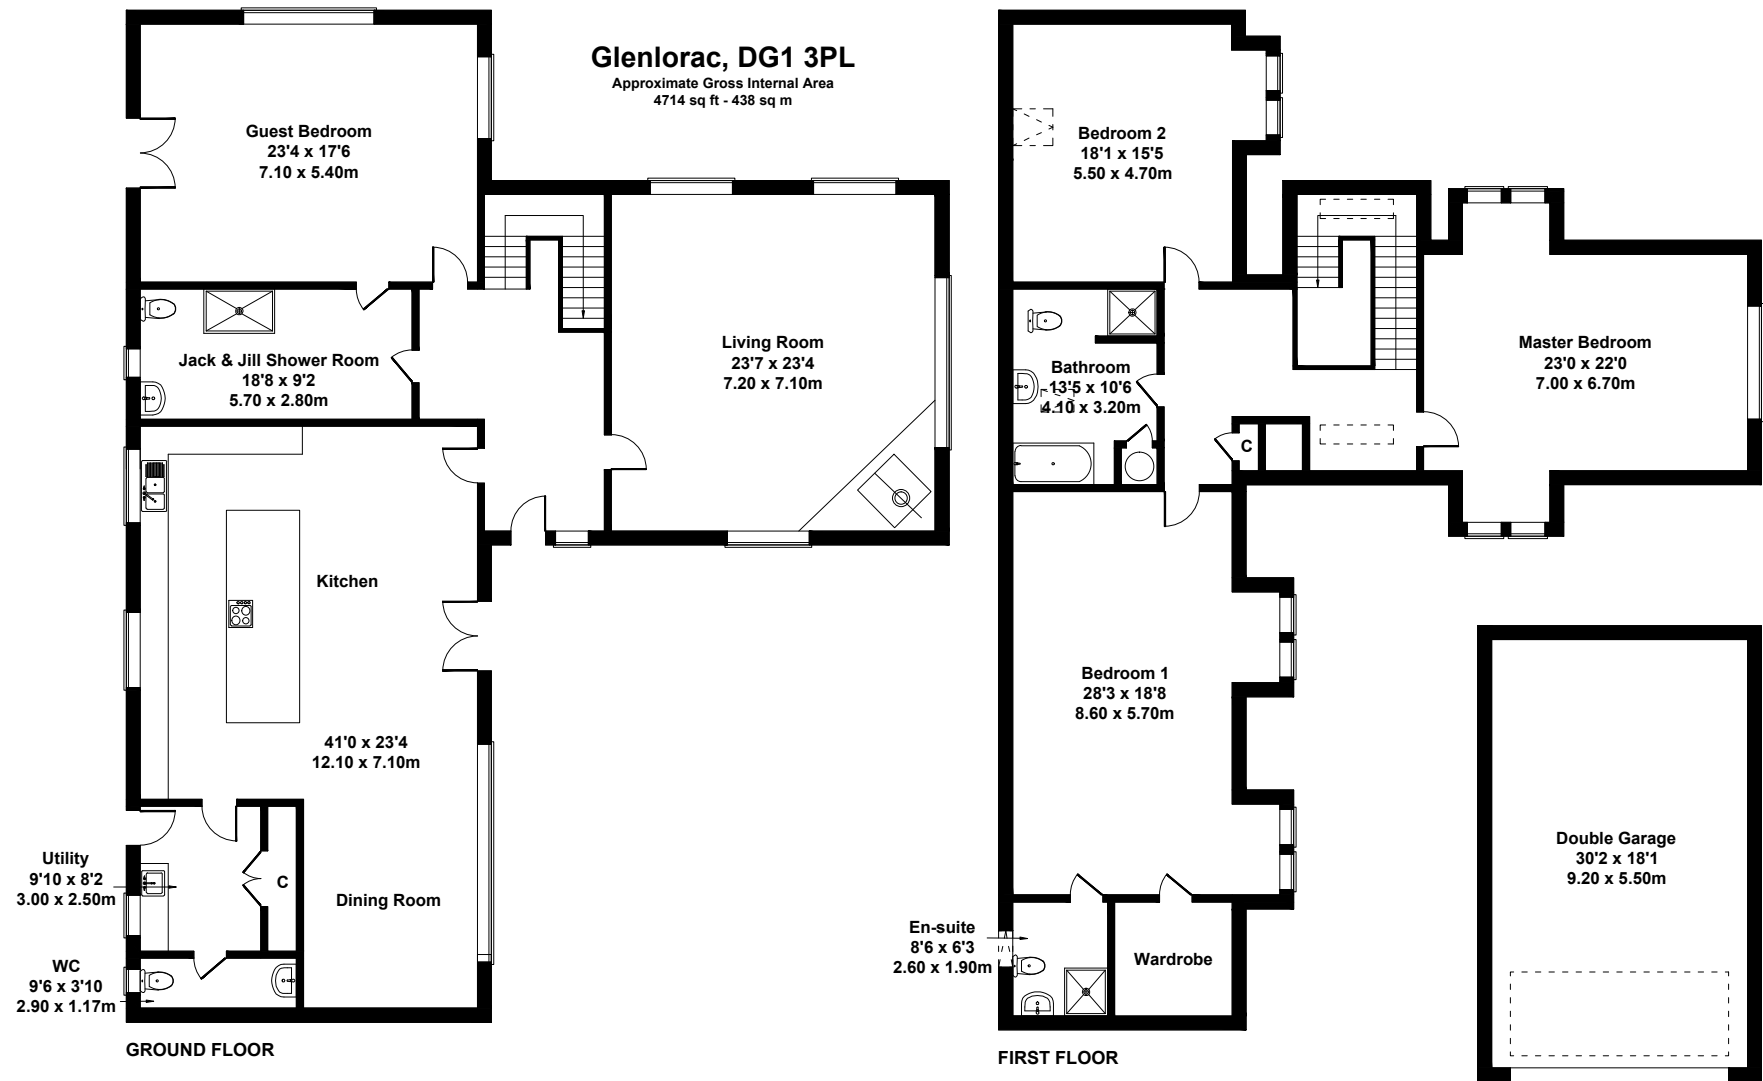 Glenlorac, DG1 3PL
Approximate Gross Internal Area
4714 sq ft - 438 sq m
Guest Bedroom
23'4 x 17'6
7.10 x 5.40m
Jack & Jill Shower Room
18'8 x 9'2
5.70 x 2.80m
Living Room
23'7 x 23'4
7.20 x 7.10m
Kitchen
41'0 x 23'4
12.10 x 7.10m
Dining Room
Utility
9'10 x 8'2
3.00 x 2.50m
C
WC
9'6 x 3'10
2.90 x 1.17m
GROUND FLOOR
Bedroom 2
18'1 x 15'5
5.50 x 4.70m
Bathroom
13'5 x 10'6
4.10 x 3.20m
C
Master Bedroom
23'0 x 22'0
7.00 x 6.70m
Bedroom 1
28'3 x 18'8
8.60 x 5.70m
En-suite
8'6 x 6'3
2.60 x 1.90m
Wardrobe
FIRST FLOOR
Double Garage
30'2 x 18'1
9.20 x 5.50m